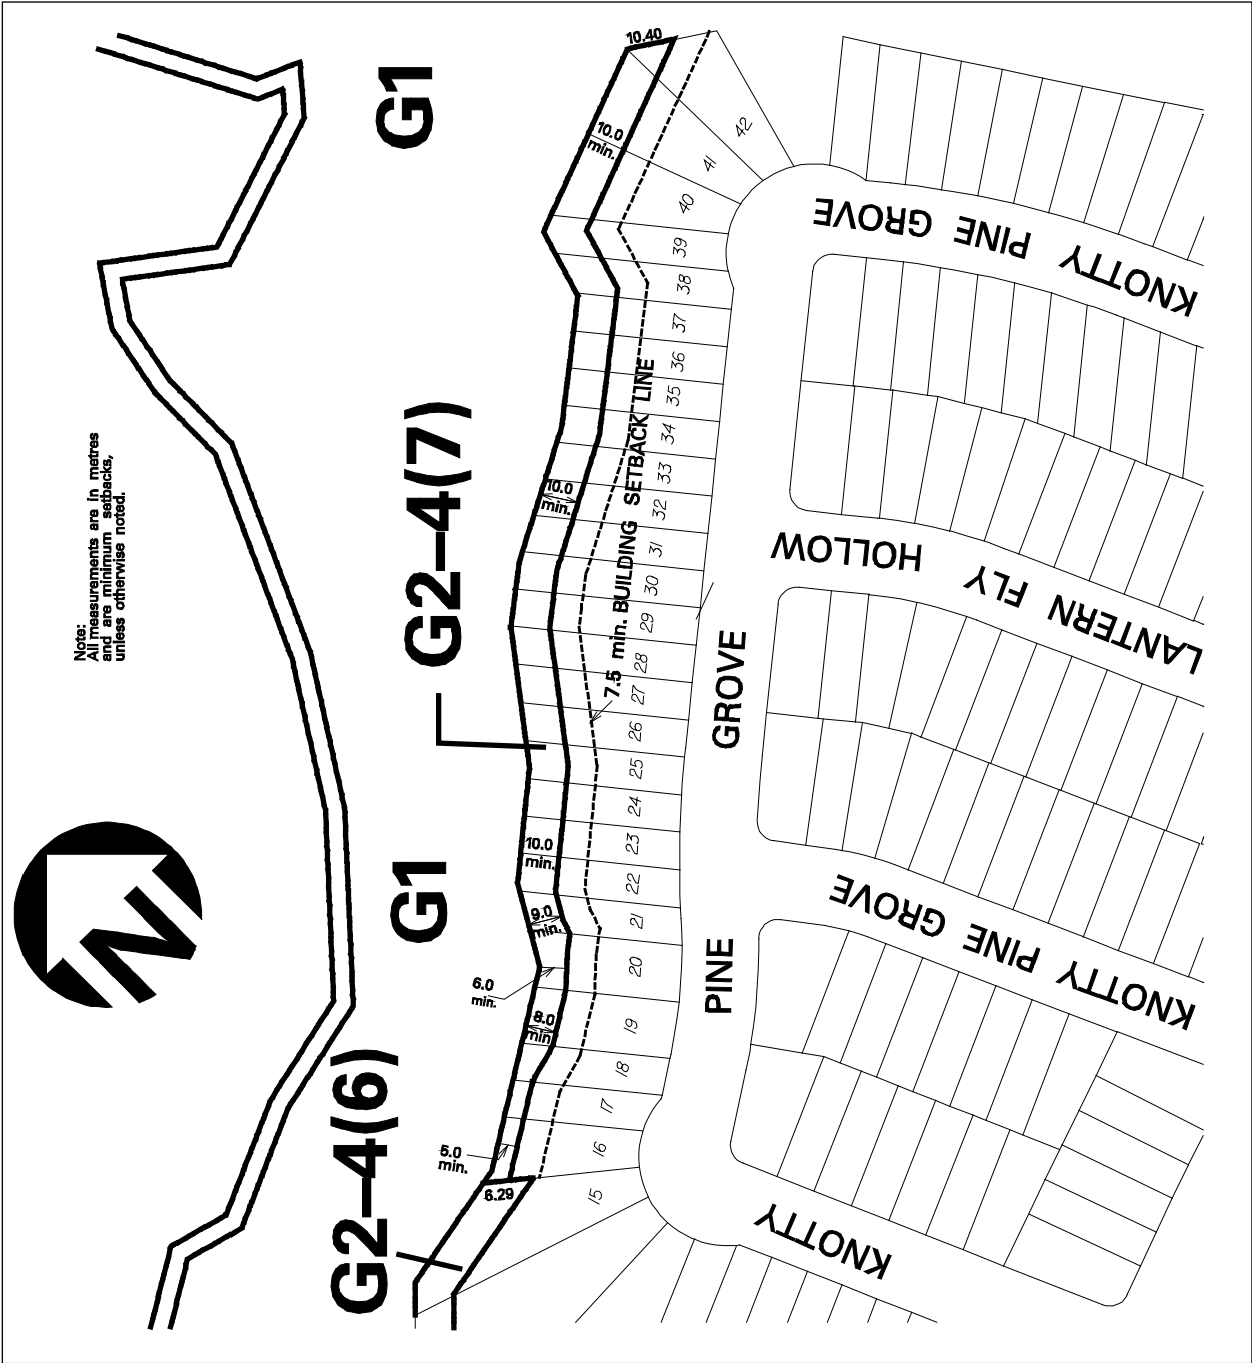 10.40
G1
10.0
min.
42
41
40
39
38
37
36
35
34
33
32
31
30
29
28
27
26
25
24
23
22
21
20
19
18
17
16
15
KNOTTY PINE GROVE
G2-4(7)
Note:
All measurements are in metres
and are minimum setbacks,
unless otherwise noted.
10.0
min.
7.5 min. BUILDING SETBACK LINE
LANTERN FLY HOLLOW
KNOTTY PINE GROVE
N
G1
10.0
min.
9.0
min.
6.0
min.
8.0
min
KNOTTY PINE GROVE
G2-4(6)
5.0
min.
6.29